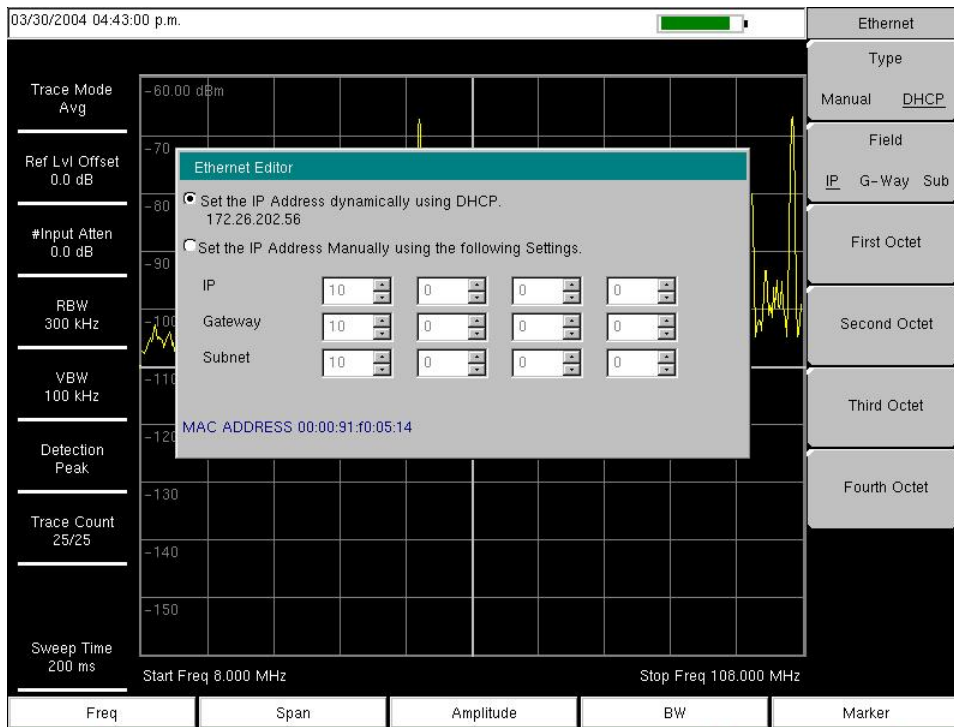 03/30/2004 04:43:00 p.m.
Trace Mode
Avg
Ref Lvl Offset
0.0 dB
#Input Atten
0.0 dB
RBW
300 kHz
VBW
100 kHz
Detection
Peak
Trace Count
25/25
Sweep Time
200 ms
-60.00 dBm
-70
-80
-90
-100
-110
-120
-130
-140
-150
Ethernet Editor
Set the IP Address dynamically using DHCP.
172.26.202.56
Set the IP Address Manually using the following Settings.
IP 10 0 0 0
Gateway 10 0 0 0
Subnet 10 0 0 0
MAC ADDRESS 00:00:91:f0:05:14
Start Freq 8.000 MHz Stop Freq 108.000 MHz
Ethernet
Type
Manual DHCP
Field
IP G-Way Sub
First Octet
Second Octet
Third Octet
Fourth Octet
Freq Span Amplitude BW Marker